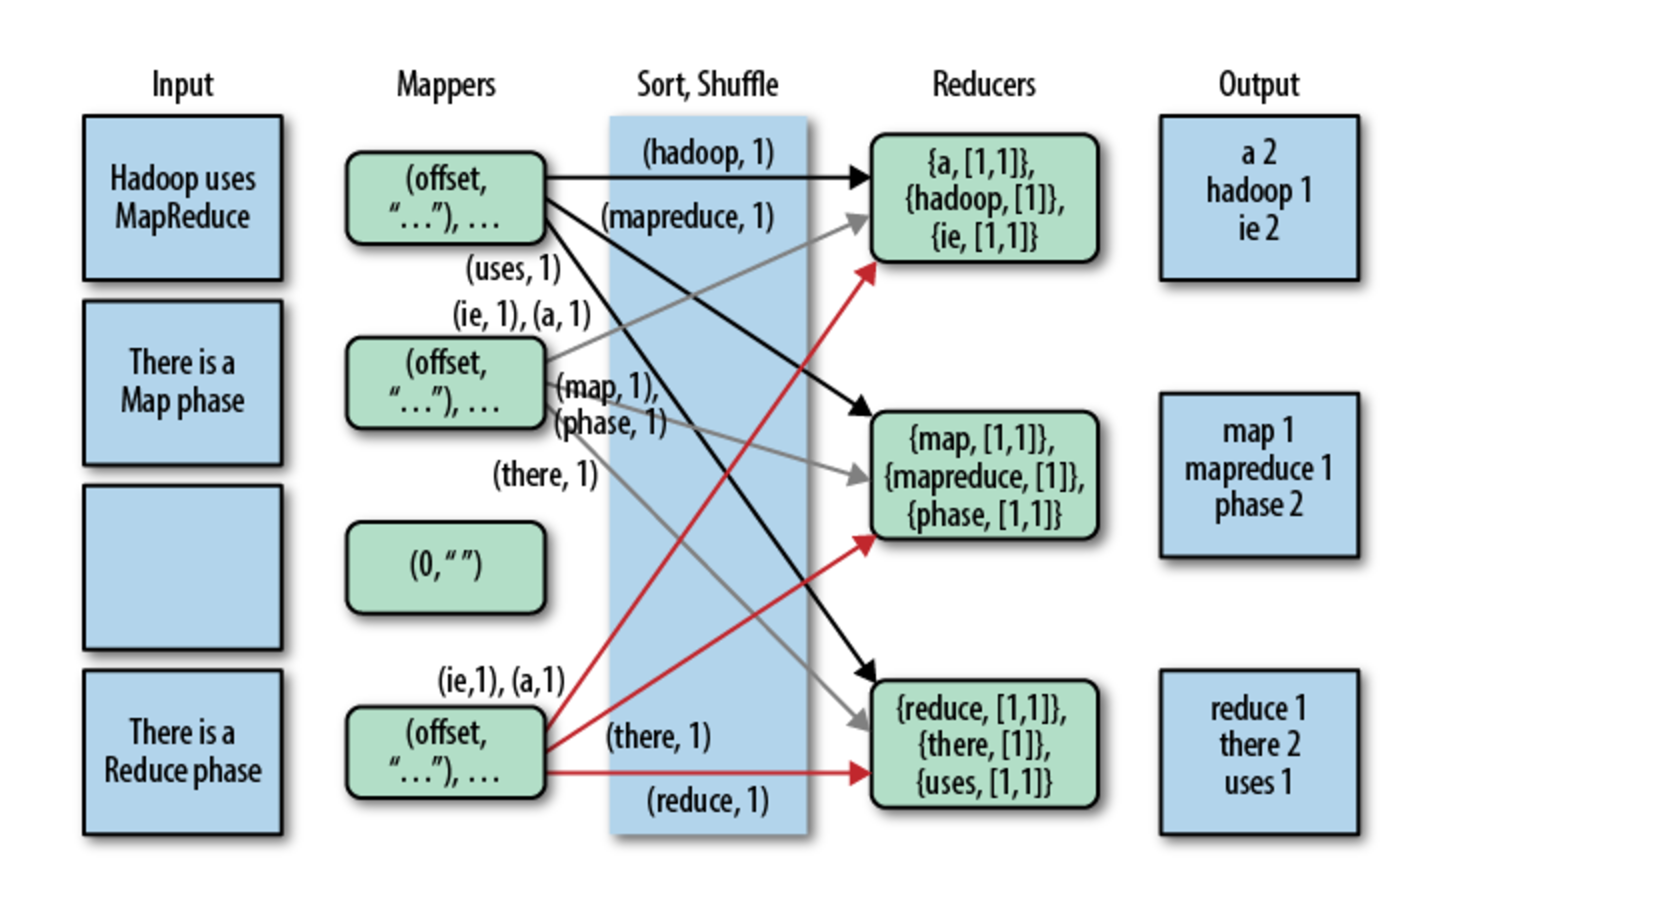 Input
Mappers
Sort, Shuffle
Reducers
Output
Hadoop uses
MapReduce
There is a
Map phase
There is a
Reduce phase
(offset,
“…”), …
(offset,
“…”), …
(0, “ ”)
(offset,
“…”), …
(hadoop, 1)
(mapreduce, 1)
(uses, 1)
(ie, 1), (a, 1)
(map, 1),
(phase, 1)
(there, 1)
(ie,1), (a,1)
(there, 1)
(reduce, 1)
{a, [1,1]},
{hadoop, [1]},
{ie, [1,1]}
{map, [1,1]},
{mapreduce, [1]},
{phase, [1,1]}
{reduce, [1,1]},
{there, [1]},
{uses, [1,1]}
a 2
hadoop 1
ie 2
map 1
mapreduce 1
phase 2
reduce 1
there 2
uses 1